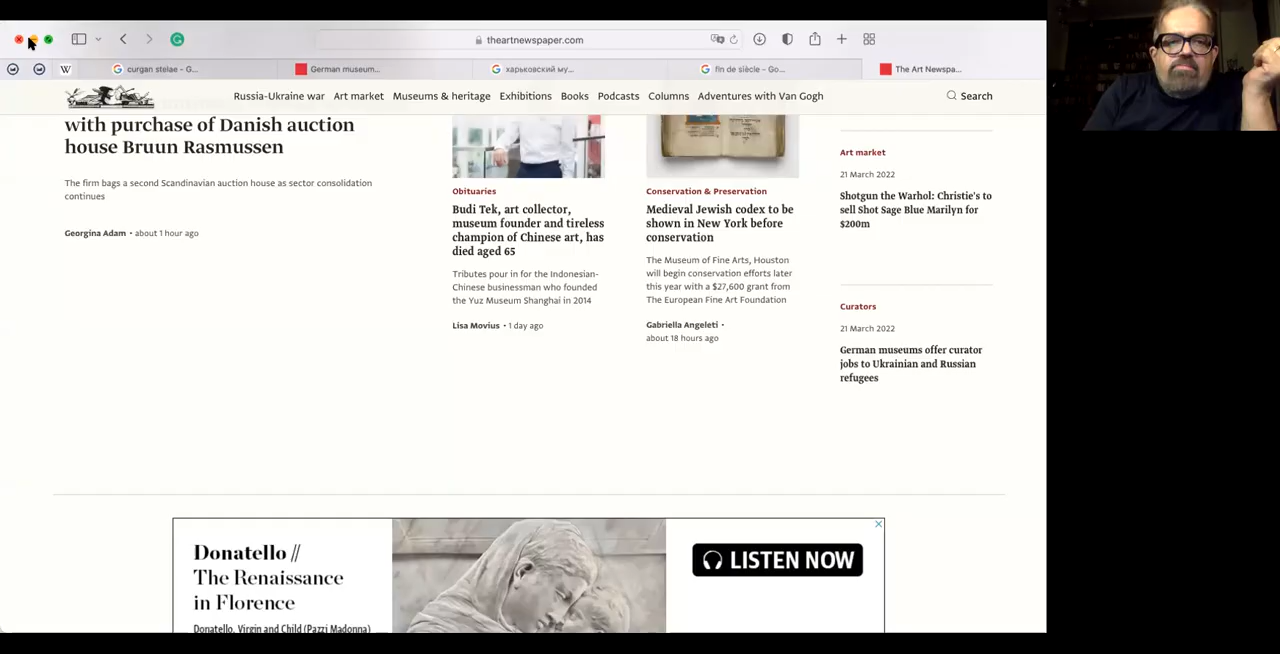 theartnewspaper.com
W
curgan stelae - G...
German museum...
харьковский му...
fin de siècle – Go...
The Art Newspa...
Russia-Ukraine war
Art market
Museums & heritage
Exhibitions
Books
Podcasts
Columns
Adventures with Van Gogh
Search
with purchase of Danish auction
house Bruun Rasmussen
The firm bags a second Scandinavian auction house as sector consolidation
continues
Georgina Adam • about 1 hour ago
Obituaries
Budi Tek, art collector,
museum founder and tireless
champion of Chinese art, has
died aged 65
Tributes pour in for the Indonesian-
Chinese businessman who founded
the Yuz Museum Shanghai in 2014
Lisa Movius • 1 day ago
Conservation & Preservation
Medieval Jewish codex to be
shown in New York before
conservation
The Museum of Fine Arts, Houston
will begin conservation efforts later
this year with a $27,600 grant from
The European Fine Art Foundation
Gabriella Angeleti •
about 18 hours ago
Art market
21 March 2022
Shotgun the Warhol: Christie's to
sell Shot Sage Blue Marilyn for
$200m
Curators
21 March 2022
German museums offer curator
jobs to Ukrainian and Russian
refugees
Donatello //
The Renaissance
in Florence
Donatello, Virgin and Child (Pazzi Madonna)
LISTEN NOW